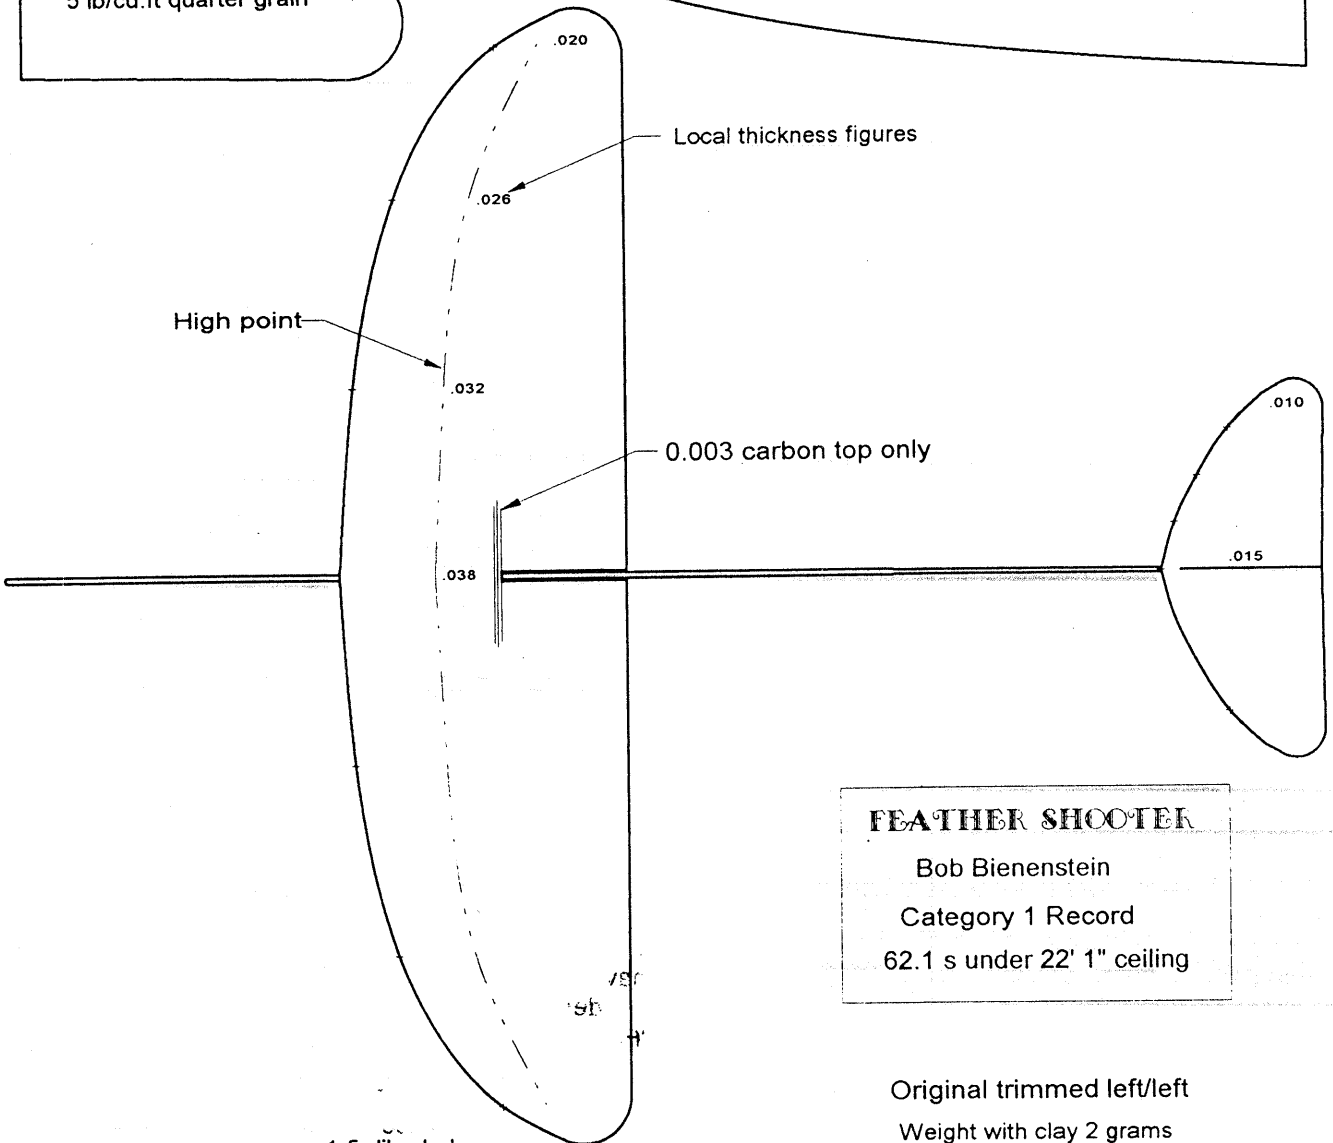 5 lb/cu.ft quarter grain
.020
Local thickness figures
.026
High point
.032
.010
0.003 carbon top only
.015
.038
FEATHER SHOOTER
Bob Bienenstein
Category 1 Record
62.1 s under 22' 1" ceiling
Original trimmed left/left
Weight with clay 2 grams